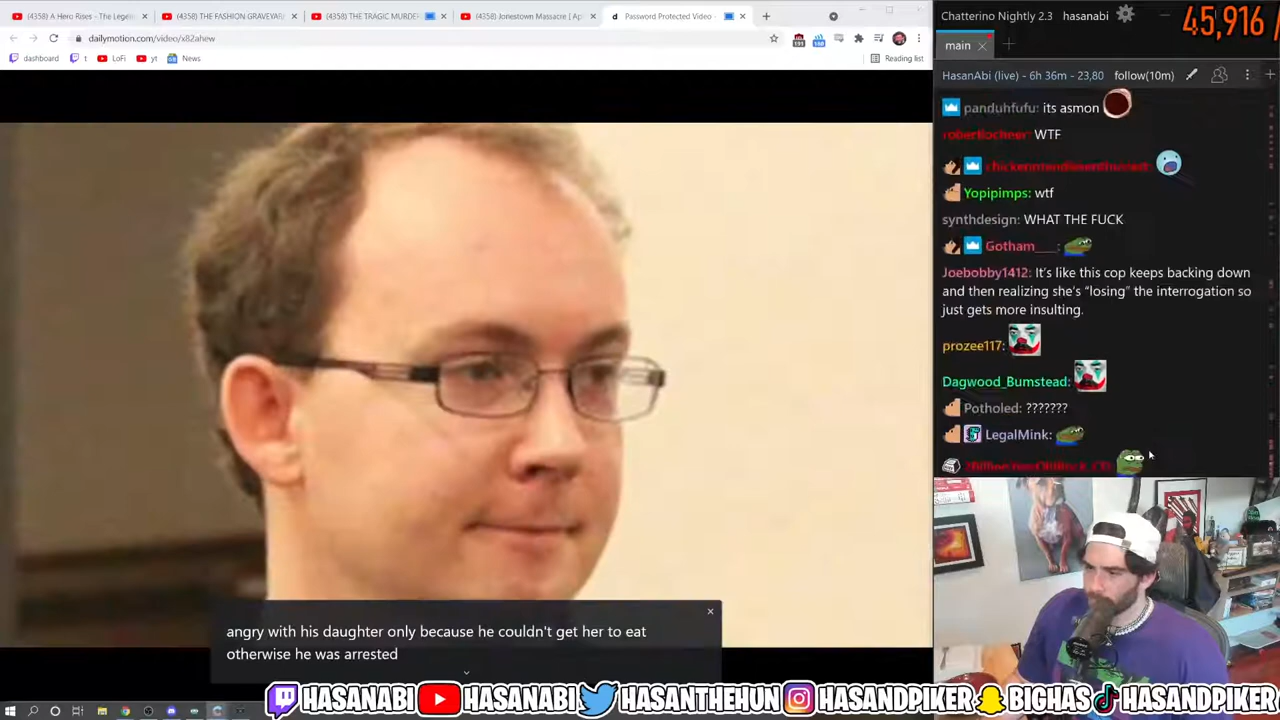 (4358) A Hero Rises - The Legen
(4358) THE FASHION GRAVEYAR
(4358) THE TRAGIC MURDER
(4358) Jonestown Massacre [ Ap
Password Protected Video -
Chatterino Nightly 2.3
hasanabi
45,916 /
dailymotion.com/video/x82ahew
main
dashboard
t
LoFi
yt
News
Reading list
HasanAbi (live) - 6h 36m - 23,80
follow(10m)
panduhfufu: its asmon
robertlocheer: WTF
Yopipimps: wtf
synthdesign: WHAT THE FUCK
Gotham___:
Joebobby1412: It's like this cop keeps backing down
and then realizing she's “losing” the interrogation so
just gets more insulting.
prozee117:
Dagwood_Bumstead:
Potholed: ???????
LegalMink:
angry with his daughter only because he couldn't get her to eat
otherwise he was arrested
HASANABI
HASANABI
HASANTHEHUN
HASANDPIKER
BIGHAS
HASANDPIKER